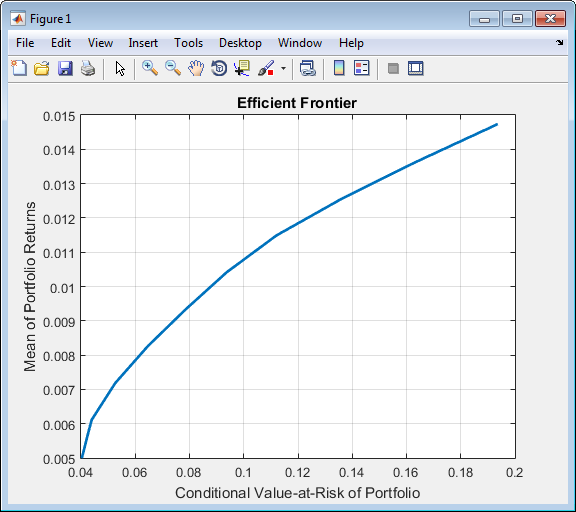 Figure 1
File Edit View Insert Tools Desktop Window Help
Efficient Frontier
0.015
0.014
0.013
0.012
0.011
0.01
0.009
0.008
0.007
0.006
0.005
Mean of Portfolio Returns
0.04 0.06 0.08 0.1 0.12 0.14 0.16 0.18 0.2
Conditional Value-at-Risk of Portfolio